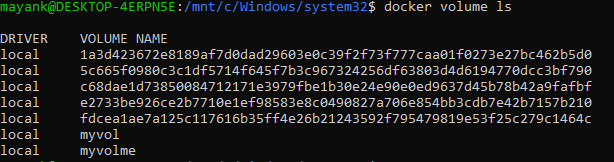 mayank@DESKTOP-4ERPN5E:/mnt/c/Windows/system32$ docker volume ls
DRIVER    VOLUME NAME
local     1a3d423672e8189af7d0dad29603e0c39f2f73f777caa01f0273e27bc462b5d0
local     5c665f0980c3c1df5714f645f7b3c967324256df63803d4d6194770dcc3bf790
local     c68dae1d73850084712171e3979fbe1b30e24e90e0ed9637d45b78b42a9fafbf
local     e2733be926ce2b7710e1ef98583e8c0490827a706e854bb3cdb7e42b7157b210
local     fdcea1ae7a125c117616b35ff4e26b21243592f795479819e53f25c279c1464c
local     myvol
local     myvolme